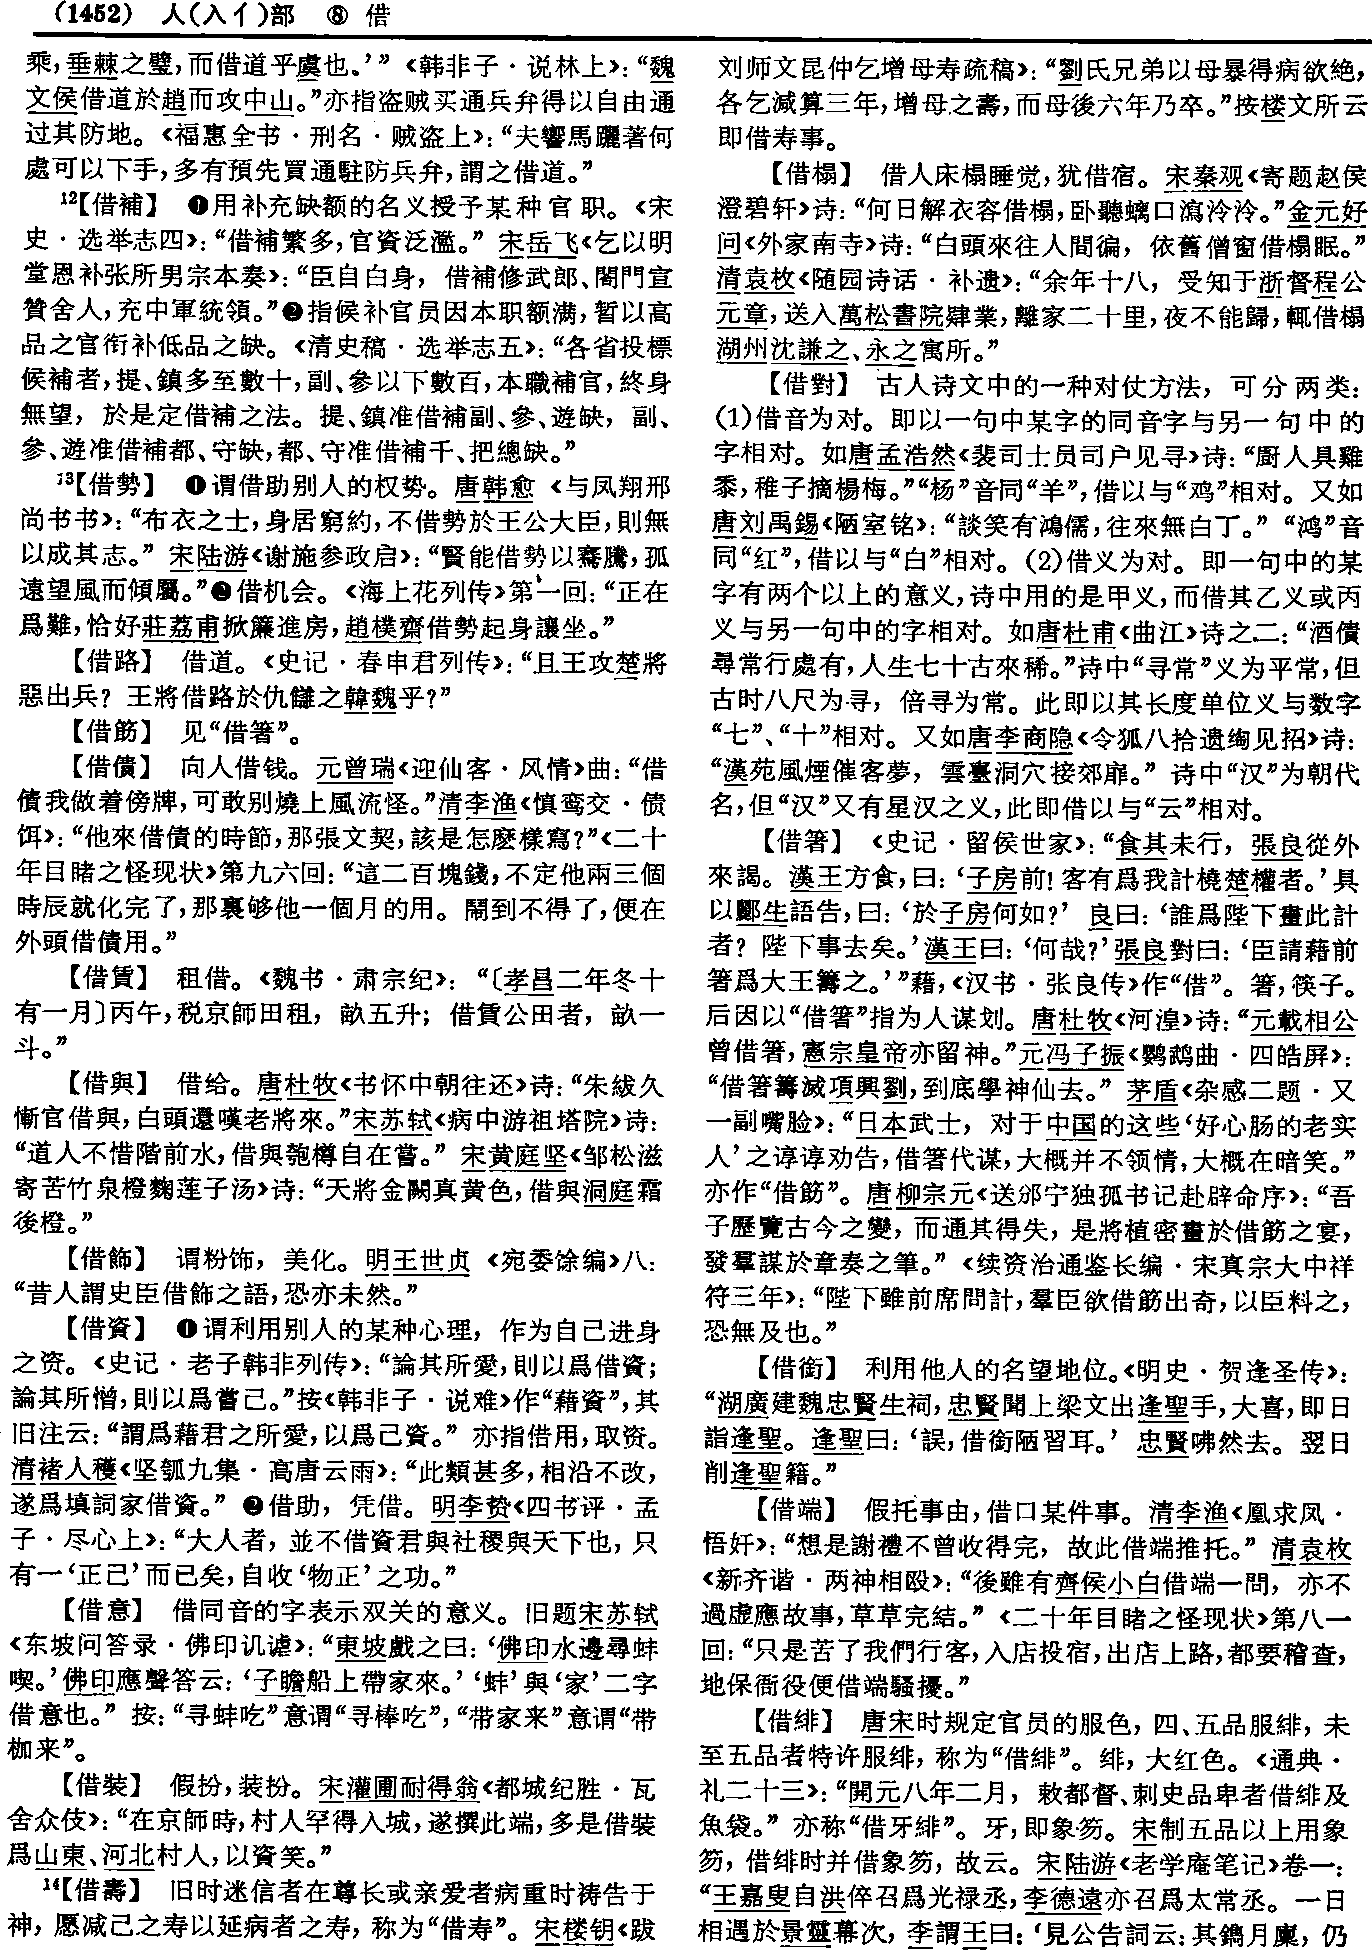 (1452) 人(入亻)部 ⑧ 借
乘，垂棘之璧，而借道乎虞也。’”《韩非子·说林上》：“魏
文侯借道於趙而攻中山。”亦指盗贼买通兵弁得以自由通
过其防地。《福惠全书·刑名·贼盗上》：“夫響馬躧著何
處可以下手，多有預先買通駐防兵弁，謂之借道。”
12【借補】 ❶用补充缺额的名义授予某种官职。《宋
史·选举志四》：“借補繁多，官資泛濫。”宋岳飞《乞以明
堂恩补张所男宗本奏》：“臣自白身，借補修武郎、閤門宣
贊舍人，充中軍統領。”❷指候补官员因本职额满，暂以高
品之官衔补低品之缺。《清史稿·选举志五》：“各省投標
候補者，提、鎮多至數十，副、參以下數百，本職補官，終身
無望，於是定借補之法。提、鎮准借補副、參、遊缺，副、
參、遊准借補都、守缺，都、守准借補千、把總缺。”
13【借勢】 ❶谓借助别人的权势。唐韩愈《与凤翔邢
尚书书》：“布衣之士，身居窮約，不借勢於王公大臣，則無
以成其志。”宋陆游《谢施参政启》：“賢能借勢以騫騰，孤
遠望風而傾屬。”❷借机会。《海上花列传》第一回：“正在
爲難，恰好莊荔甫掀簾進房，趙樸齋借勢起身讓坐。”
【借路】 借道。《史记·春申君列传》：“且王攻楚將
惡出兵？王將借路於仇讎之韓魏乎？”
【借筯】 见“借箸”。
【借債】 向人借钱。元曾瑞《迎仙客·风情》曲：“借
債我做着傍牌，可敢别燒上風流怪。”清李渔《慎鸾交·债
饵》：“他來借債的時節，那張文契，該是怎麽樣寫？”《二十
年目睹之怪现状》第九六回：“這二百塊錢，不定他兩三個
時辰就化完了，那裏够他一個月的用。鬧到不得了，便在
外頭借債用。”
【借賃】 租借。《魏书·肃宗纪》：“〔孝昌二年冬十
有一月〕丙午，税京師田租，畝五升；借賃公田者，畝一
斗。”
【借與】 借给。唐杜牧《书怀中朝往还》诗：“朱紱久
慚官借與，白頭還嘆老將來。”宋苏轼《病中游祖塔院》诗：
“道人不惜階前水，借與匏樽自在嘗。”宋黄庭坚《邹松滋
寄苦竹泉橙麴莲子汤》诗：“天將金闕真黄色，借與洞庭霜
後橙。”
【借飾】 谓粉饰，美化。明王世贞《宛委馀编》八：
“昔人謂史臣借飾之語，恐亦未然。”
【借資】 ❶谓利用别人的某种心理，作为自己进身
之资。《史记·老子韩非列传》：“論其所愛，則以爲借資；
論其所憎，則以爲嘗己。”按《韩非子·说难》作“藉資”，其
旧注云：“謂爲藉君之所愛，以爲己資。”亦指借用，取资。
清褚人穫《坚瓠九集·高唐云雨》：“此類甚多，相沿不改，
遂爲填詞家借資。”❷借助，凭借。明李贽《四书评·孟
子·尽心上》：“大人者，並不借資君與社稷與天下也，只
有一‘正己’而已矣，自收‘物正’之功。”
【借意】 借同音的字表示双关的意义。旧题宋苏轼
《东坡问答录·佛印讥谑》：“東坡戲之曰：‘佛印水邊尋蚌
喫。’佛印應聲答云：‘子瞻船上帶家來。’‘蚌’與‘家’二字
借意也。”按：“寻蚌吃”意谓“寻棒吃”，“带家来”意谓“带
枷来”。
【借裝】 假扮，装扮。宋灌圃耐得翁《都城纪胜·瓦
舍众伎》：“在京師時，村人罕得入城，遂撰此端，多是借裝
爲山東、河北村人，以資笑。”
14【借壽】 旧时迷信者在尊长或亲爱者病重时祷告于
神，愿减己之寿以延病者之寿，称为“借寿”。宋楼钥《跋
刘师文昆仲乞增母寿疏稿》：“劉氏兄弟以母暴得病欲絶，
各乞減算三年，增母之壽，而母後六年乃卒。”按楼文所云
即借寿事。
【借榻】 借人床榻睡觉，犹借宿。宋秦观《寄题赵侯
澄碧轩》诗：“何日解衣容借榻，卧聽螭口瀉泠泠。”金元好
问《外家南寺》诗：“白頭來往人間徧，依舊僧窗借榻眠。”
清袁枚《随园诗话·补遗》：“余年十八，受知于浙督程公
元章，送入萬松書院肄業，離家二十里，夜不能歸，輒借榻
湖州沈謙之、永之寓所。”
【借對】 古人诗文中的一种对仗方法，可分两类：
(1)借音为对。即以一句中某字的同音字与另一句中的
字相对。如唐孟浩然《裴司士员司户见寻》诗：“厨人具雞
黍，稚子摘楊梅。”“杨”音同“羊”，借以与“鸡”相对。又如
唐刘禹錫《陋室铭》：“談笑有鴻儒，往來無白丁。”“鸿”音
同“红”，借以与“白”相对。(2)借义为对。即一句中的某
字有两个以上的意义，诗中用的是甲义，而借其乙义或丙
义与另一句中的字相对。如唐杜甫《曲江》诗之二：“酒債
尋常行處有，人生七十古來稀。”诗中“寻常”义为平常，但
古时八尺为寻，倍寻为常。此即以其长度单位义与数字
“七”、“十”相对。又如唐李商隐《令狐八拾遗绹见招》诗：
“漢苑風煙催客夢，雲臺洞穴接郊扉。”诗中“汉”为朝代
名，但“汉”又有星汉之义，此即借以与“云”相对。
【借箸】 《史记·留侯世家》：“食其未行，張良從外
來謁。漢王方食，曰：‘子房前！客有爲我計橈楚權者。’具
以酈生語告，曰：‘於子房何如？’良曰：‘誰爲陛下畫此計
者？陛下事去矣。’漢王曰：‘何哉？’張良對曰：‘臣請藉前
箸爲大王籌之。’”藉，《汉书·张良传》作“借”。箸，筷子。
后因以“借箸”指为人谋划。唐杜牧《河湟》诗：“元載相公
曾借箸，憲宗皇帝亦留神。”元冯子振《鹦鹉曲·四皓屏》：
“借箸籌滅項興劉，到底學神仙去。”茅盾《杂感二题·又
一副嘴脸》：“日本武士，对于中国的这些‘好心肠的老实
人’之谆谆劝告，借箸代谋，大概并不领情，大概在暗笑。”
亦作“借筯”。唐柳宗元《送邠宁独孤书记赴辟命序》：“吾
子歷覽古今之變，而通其得失，是將植密畫於借筯之宴，
發羣謀於章奏之筆。”《续资治通鉴长编·宋真宗大中祥
符三年》：“陛下雖前席問計，羣臣欲借筯出奇，以臣料之，
恐無及也。”
【借銜】 利用他人的名望地位。《明史·贺逢圣传》：
“湖廣建魏忠賢生祠，忠賢聞上梁文出逢聖手，大喜，即日
詣逢聖。逢聖曰：‘誤，借銜陋習耳。’忠賢咈然去。翌日
削逢聖籍。”
【借端】 假托事由，借口某件事。清李渔《凰求凤·
悟奸》：“想是謝禮不曾收得完，故此借端推托。”清袁枚
《新齐谐·两神相殴》：“後雖有齊侯小白借端一問，亦不
過虚應故事，草草完結。”《二十年目睹之怪现状》第八一
回：“只是苦了我們行客，入店投宿，出店上路，都要稽查，
地保衙役便借端騷擾。”
【借緋】 唐宋时规定官员的服色，四、五品服绯，未
至五品者特许服绯，称为“借緋”。绯，大红色。《通典·
礼二十三》：“開元八年二月，敕都督、刺史品卑者借緋及
魚袋。”亦称“借牙緋”。牙，即象笏。宋制五品以上用象
笏，借绯时并借象笏，故云。宋陆游《老学庵笔记》卷一：
“王嘉叟自洪倅召爲光禄丞，李德遠亦召爲太常丞。一日
相遇於景靈幕次，李謂王曰：‘見公告詞云：其鐫月廩，仍